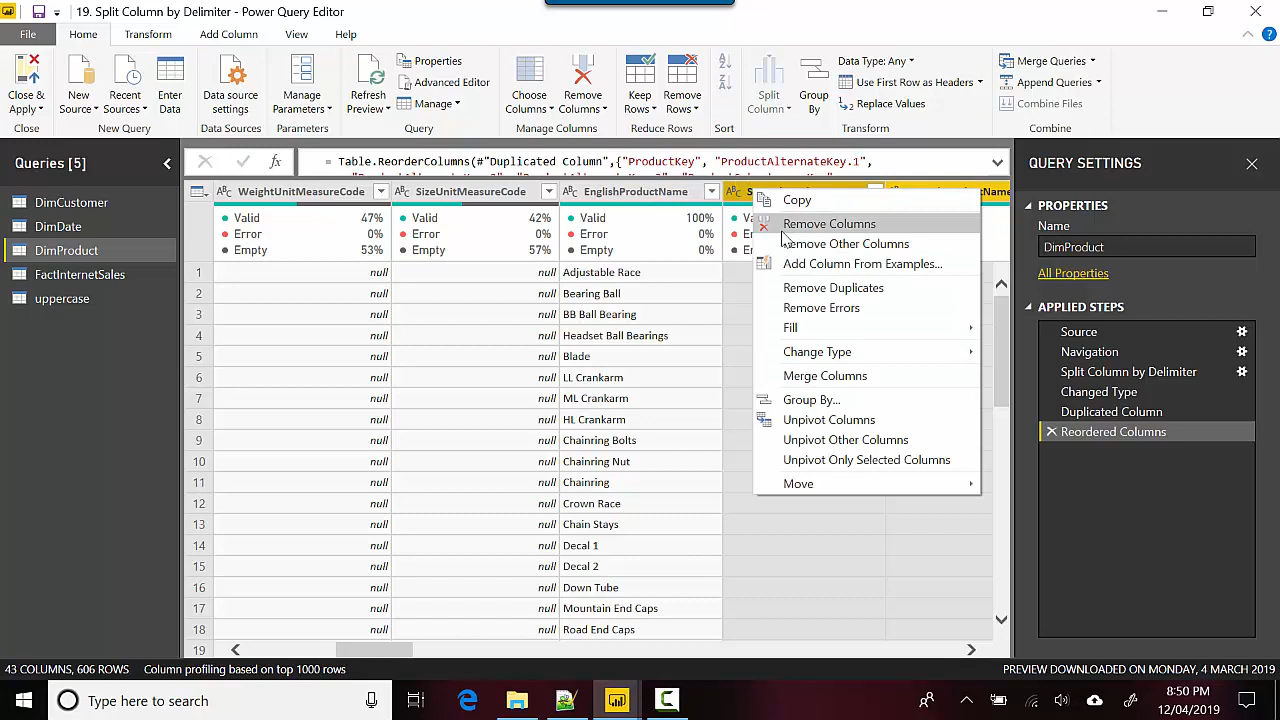 19. Split Column by Delimiter - Power Query Editor
File
Home
Transform
Add Column
View
Help
Close &
Apply
Close
New
Source
Recent
Sources
Enter
Data
New Query
Data source
settings
Data Sources
Manage
Parameters
Parameters
Refresh
Preview
Properties
Advanced Editor
Manage
Query
Choose
Columns
Remove
Columns
Manage Columns
Keep
Rows
Remove
Rows
Reduce Rows
Sort
Split
Column
Group
By
Data Type: Any
Use First Row as Headers
Replace Values
Transform
Merge Queries
Append Queries
Combine Files
Combine
Queries [5]
DimCustomer
DimDate
DimProduct
FactInternetSales
uppercase
= Table.ReorderColumns(#"Duplicated Column",{"ProductKey", "ProductAlternateKey.1",
WeightUnitMeasureCode
SizeUnitMeasureCode
EnglishProductName
Valid 47%
Error 0%
Empty 53%
Valid 42%
Error 0%
Empty 57%
Valid 100%
Error 0%
Empty 0%
1 null null Adjustable Race
2 null null Bearing Ball
3 null null BB Ball Bearing
4 null null Headset Ball Bearings
5 null null Blade
6 null null LL Crankarm
7 null null ML Crankarm
8 null null HL Crankarm
9 null null Chainring Bolts
10 null null Chainring Nut
11 null null Chainring
12 null null Crown Race
13 null null Chain Stays
14 null null Decal 1
15 null null Decal 2
16 null null Down Tube
17 null null Mountain End Caps
18 null null Road End Caps
19
Copy
Remove Columns
Remove Other Columns
Add Column From Examples...
Remove Duplicates
Remove Errors
Fill
Change Type
Merge Columns
Group By...
Unpivot Columns
Unpivot Other Columns
Unpivot Only Selected Columns
Move
QUERY SETTINGS
PROPERTIES
Name
DimProduct
All Properties
APPLIED STEPS
Source
Navigation
Split Column by Delimiter
Changed Type
Duplicated Column
Reordered Columns
43 COLUMNS, 606 ROWS
Column profiling based on top 1000 rows
PREVIEW DOWNLOADED ON MONDAY, 4 MARCH 2019
Type here to search
8:50 PM
12/04/2019